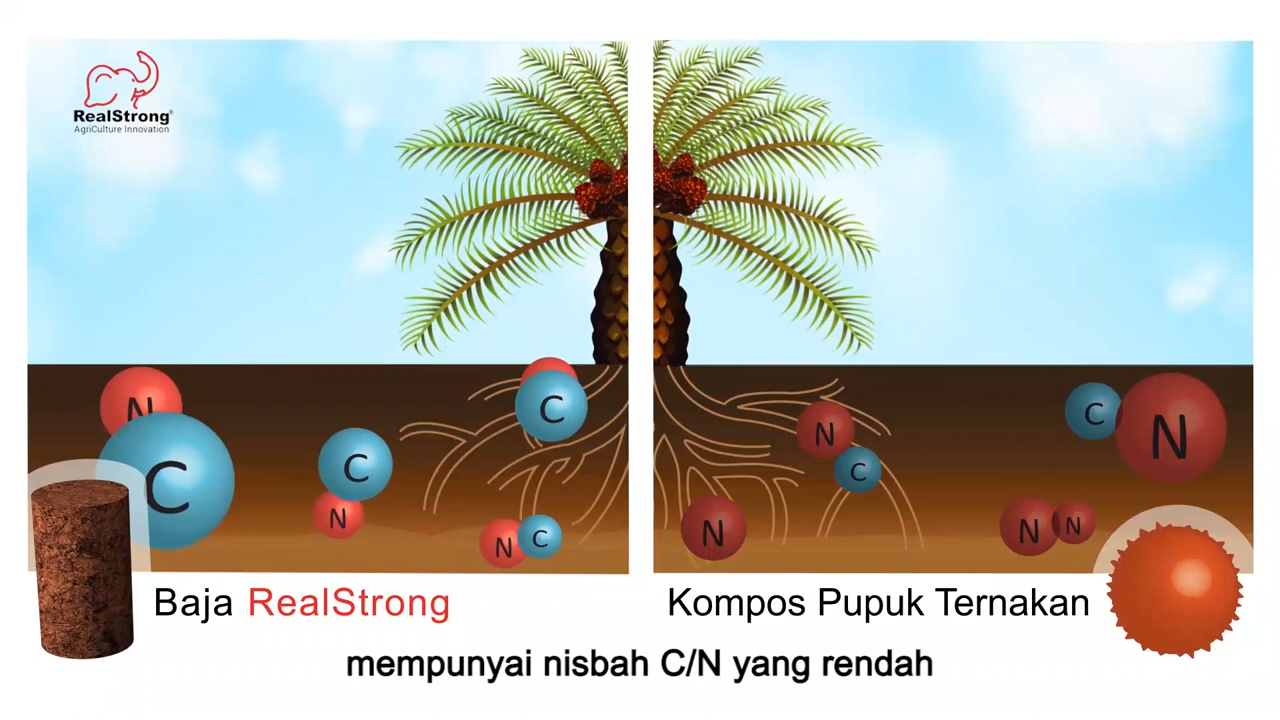 RealStrong®
AgriCulture Innovation
N
C
C
N
C
N C
N
C
C N
N
N N
Baja RealStrong
Kompos Pupuk Ternakan
mempunyai nisbah C/N yang rendah